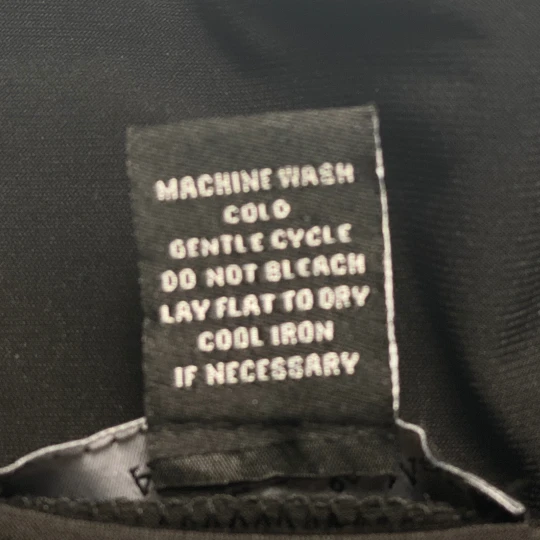 MACHINE WASH
COLD
GENTLE CYCLE
DO NOT BLEACH
LAY FLAT TO DRY
COOL IRON
IF NECESSARY